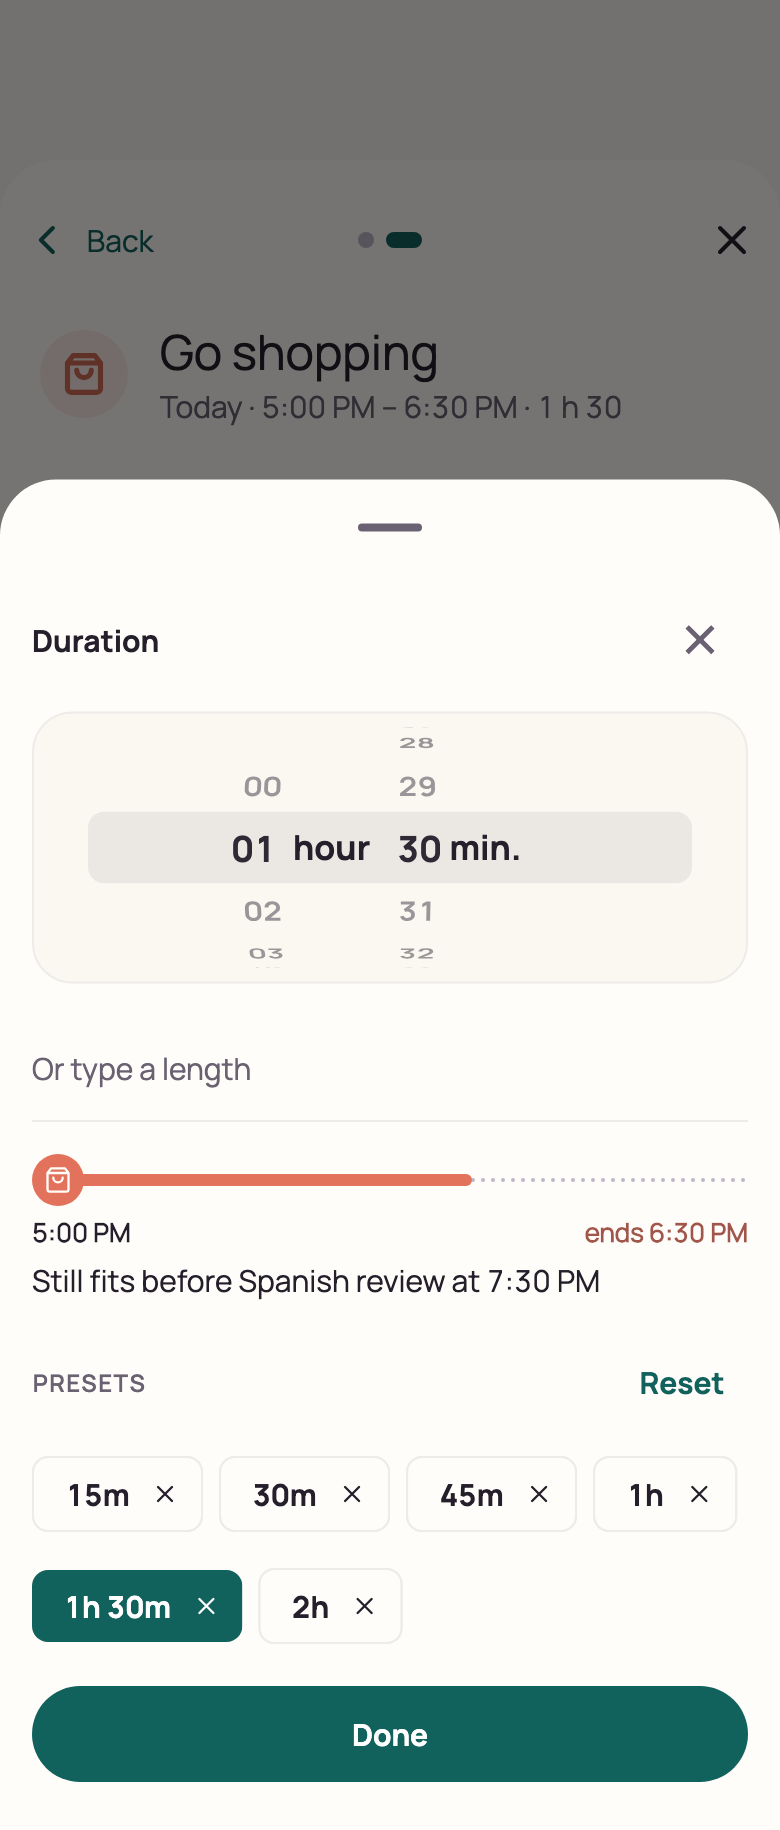 Back
Go shopping
Today · 5:00 PM – 6:30 PM · 1 h 30
Duration
28
00 29
01 hour 30 min.
02 31
03 32
Or type a length
5:00 PM ends 6:30 PM
Still fits before Spanish review at 7:30 PM
PRESETS Reset
15m 30m 45m 1h
1h 30m 2h
Done